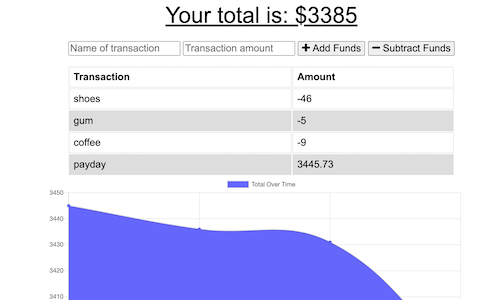 Your total is: $3385
Name of transaction Transaction amount + Add Funds − Subtract Funds
Transaction Amount
shoes -46
gum -5
coffee -9
payday 3445.73
Total Over Time
3450
3440
3430
3420
3410